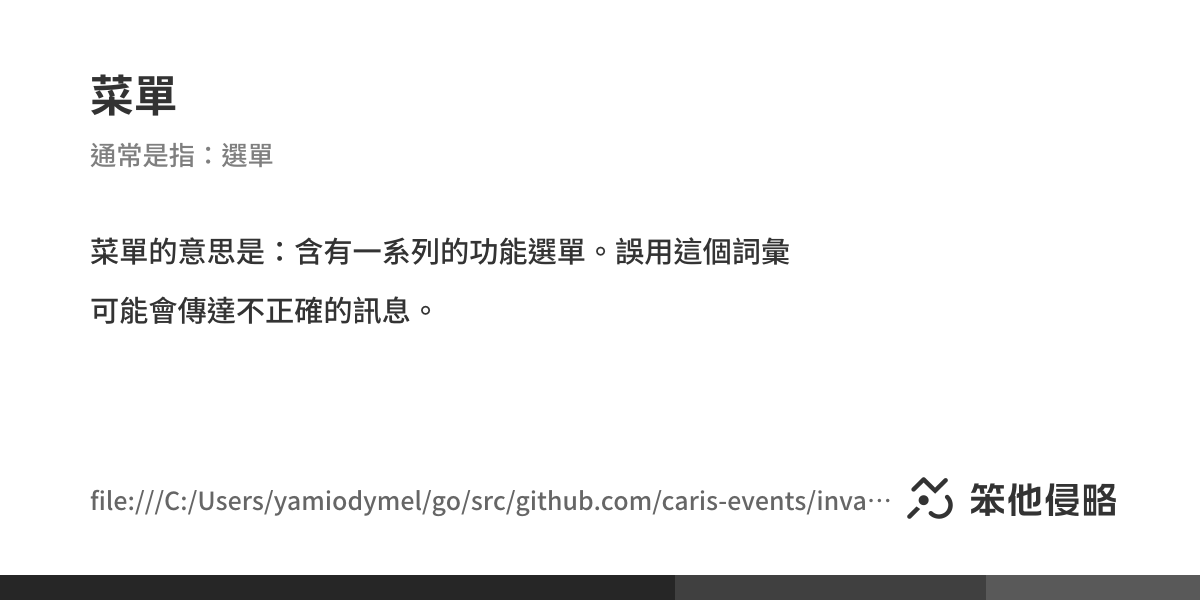 菜單
通常是指：選單
菜單的意思是：含有一系列的功能選單。誤用這個詞彙
可能會傳達不正確的訊息。
file:///C:/Users/yamiodymel/go/src/github.com/caris-events/inva…
笨他侵略